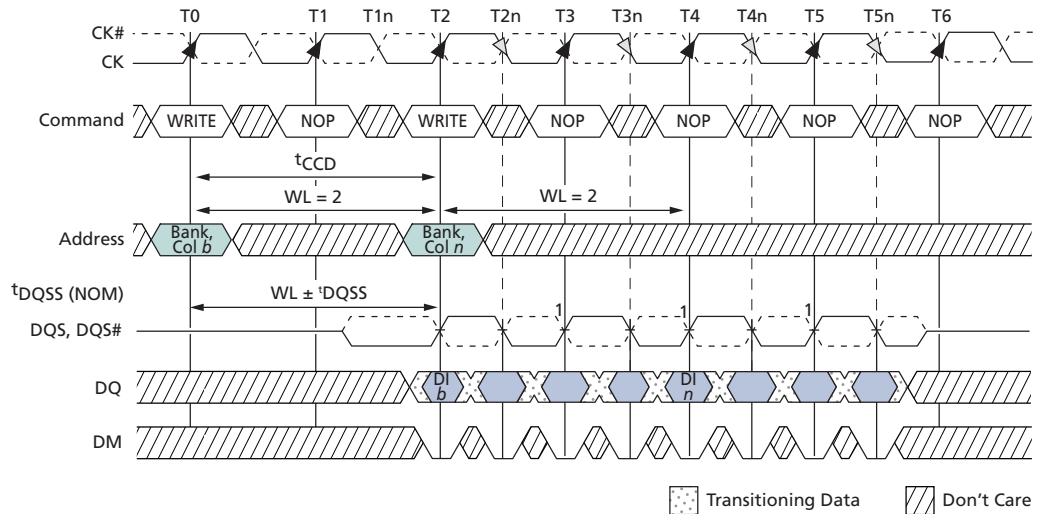 T0 T1 T1n T2 T2n T3 T3n T4 T4n T5 T5n T6
CK#
CK
Command WRITE NOP WRITE NOP NOP NOP NOP
tCCD
WL = 2 WL = 2
Address Bank, Col b Bank, Col n
tDQSS (NOM) WL ± tDQSS
DQS, DQS# 1 1 1
DQ DI b DI n
DM
Transitioning Data Don't Care